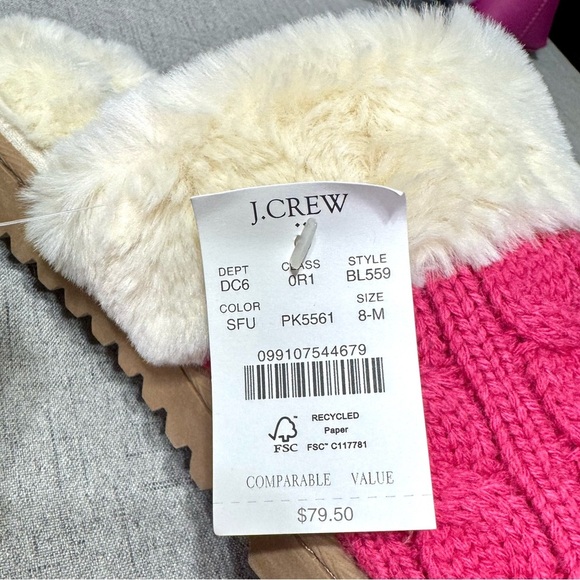 J.CREW
DEPT CLASS STYLE
DC6 0R1 BL559
COLOR SIZE
SFU PK5561 8-M
099107544679
RECYCLED
Paper
FSC FSC™ C117781
COMPARABLE VALUE
$79.50